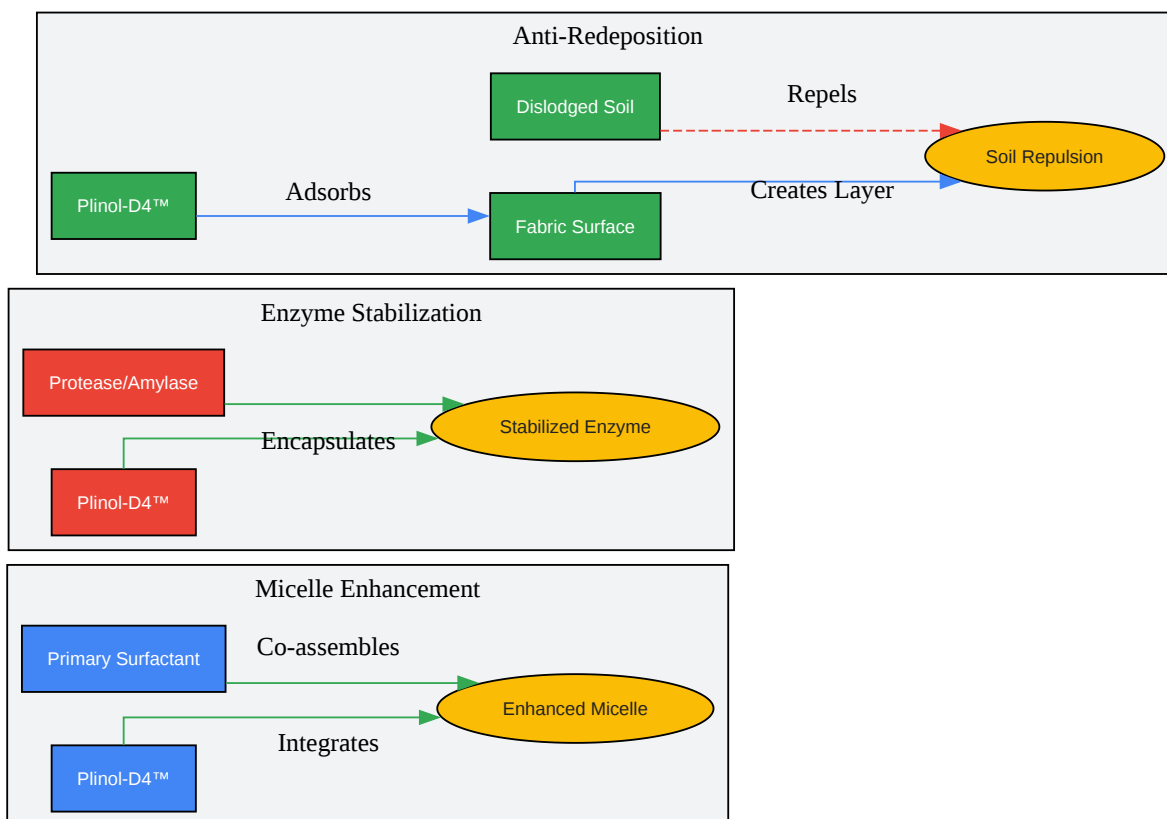 Anti-Redeposition
Dislodged Soil
Repels
Soil Repulsion
Plinol-D4™
Adsorbs
Creates Layer
Fabric Surface
Enzyme Stabilization
Protease/Amylase
Stabilized Enzyme
Encapsulates
Plinol-D4™
Micelle Enhancement
Primary Surfactant
Co-assembles
Enhanced Micelle
Integrates
Plinol-D4™